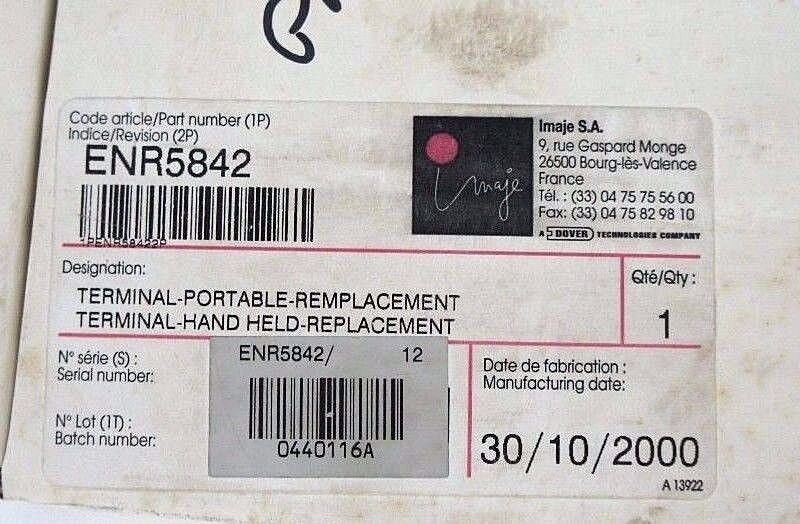 Code article/Part number (1P)
Indice/Revision (2P)
ENR5842
1PENR58422P
Imaje
Imaje S.A.
9, rue Gaspard Monge
26500 Bourg-lès-Valence
France
Tél. : (33) 04 75 75 56 00
Fax: (33) 04 75 82 98 10
A DOVER TECHNOLOGIES COMPANY
Designation:
TERMINAL-PORTABLE-REMPLACEMENT
TERMINAL-HAND HELD-REPLACEMENT
Qté/Qty :
1
N° série (S) :
Serial number:
ENR5842/ 12
0440116A
N° Lot (1T) :
Batch number:
Date de fabrication :
Manufacturing date:
30/10/2000
A 13922